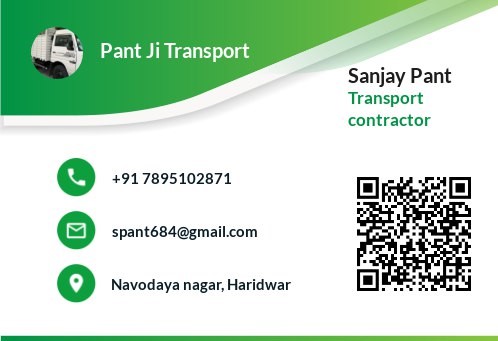 Pant Ji Transport
Sanjay Pant
Transport
contractor
+91 7895102871
spant684@gmail.com
Navodaya nagar, Haridwar